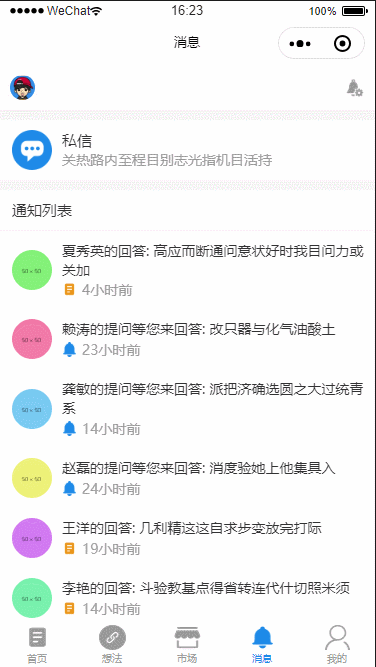 WeChat 16:23 100%
消息
私信
关热路内至程目别志光指机目活持
通知列表
夏秀英的回答: 高应而断通问意状好时我目问力或
关加
50 × 50
4小时前
赖涛的提问等您来回答: 改只器与化气油酸土
50 × 50
23小时前
龚敏的提问等您来回答: 派把济确选圆之大过统青
系
50 × 50
14小时前
赵磊的提问等您来回答: 消度验她上他集具入
50 × 50
24小时前
王洋的回答: 几利精这这自求步变放完打际
50 × 50
19小时前
李艳的回答: 斗验教基点得省转连代什切照米须
50 × 50
14小时前
首页 想法 市场 消息 我的